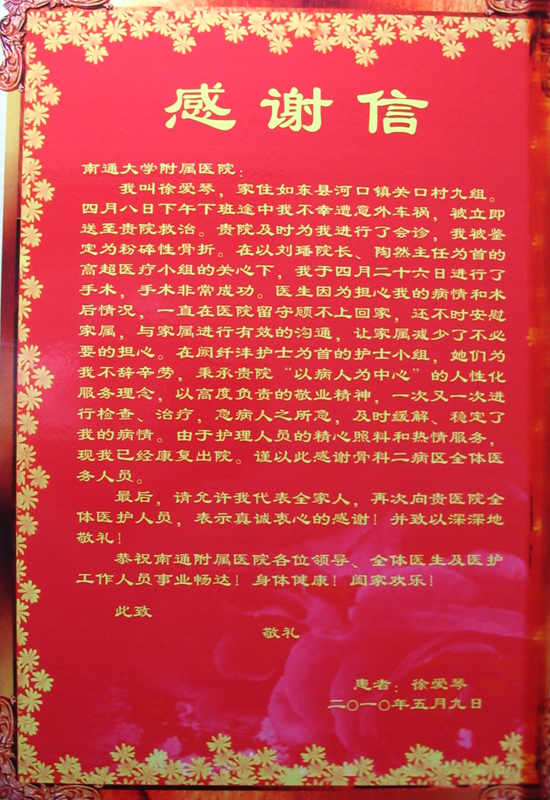 感谢信
南通大学附属医院：
我叫徐爱琴，家住如东县河口镇关口村九组。
四月八日下午下班途中我不幸遭意外车祸，被立即
送至贵院救治。贵院及时为我进行了会诊，我被鉴
定为粉碎性骨折。在以刘璠院长、陶然主任为首的
高超医疗小组的关心下，我于四月二十六日进行了
手术，手术非常成功。医生因为担心我的病情和术
后情况，一直在医院留守顾不上回家，还不时安慰
家属，与家属进行有效的沟通，让家属减少了不必
要的担心。在阚纤沣护士为首的护士小组，她们为
我不辞辛劳，秉承贵院“以病人为中心”的人性化
服务理念，以高度负责的敬业精神，一次又一次进
行检查、治疗，急病人之所急，及时缓解、稳定了
我的病情。由于护理人员的精心照料和热情服务，
现我已经康复出院。谨以此感谢骨科二病区全体医
务人员。
最后，请允许我代表全家人，再次向贵医院全
体医护人员，表示真诚衷心的感谢！并致以深深地
敬礼！
恭祝南通附属医院各位领导、全体医生及医护
工作人员事业畅达！身体健康！阖家欢乐！
此致
敬礼
患者：徐爱琴
二〇一〇年五月九日